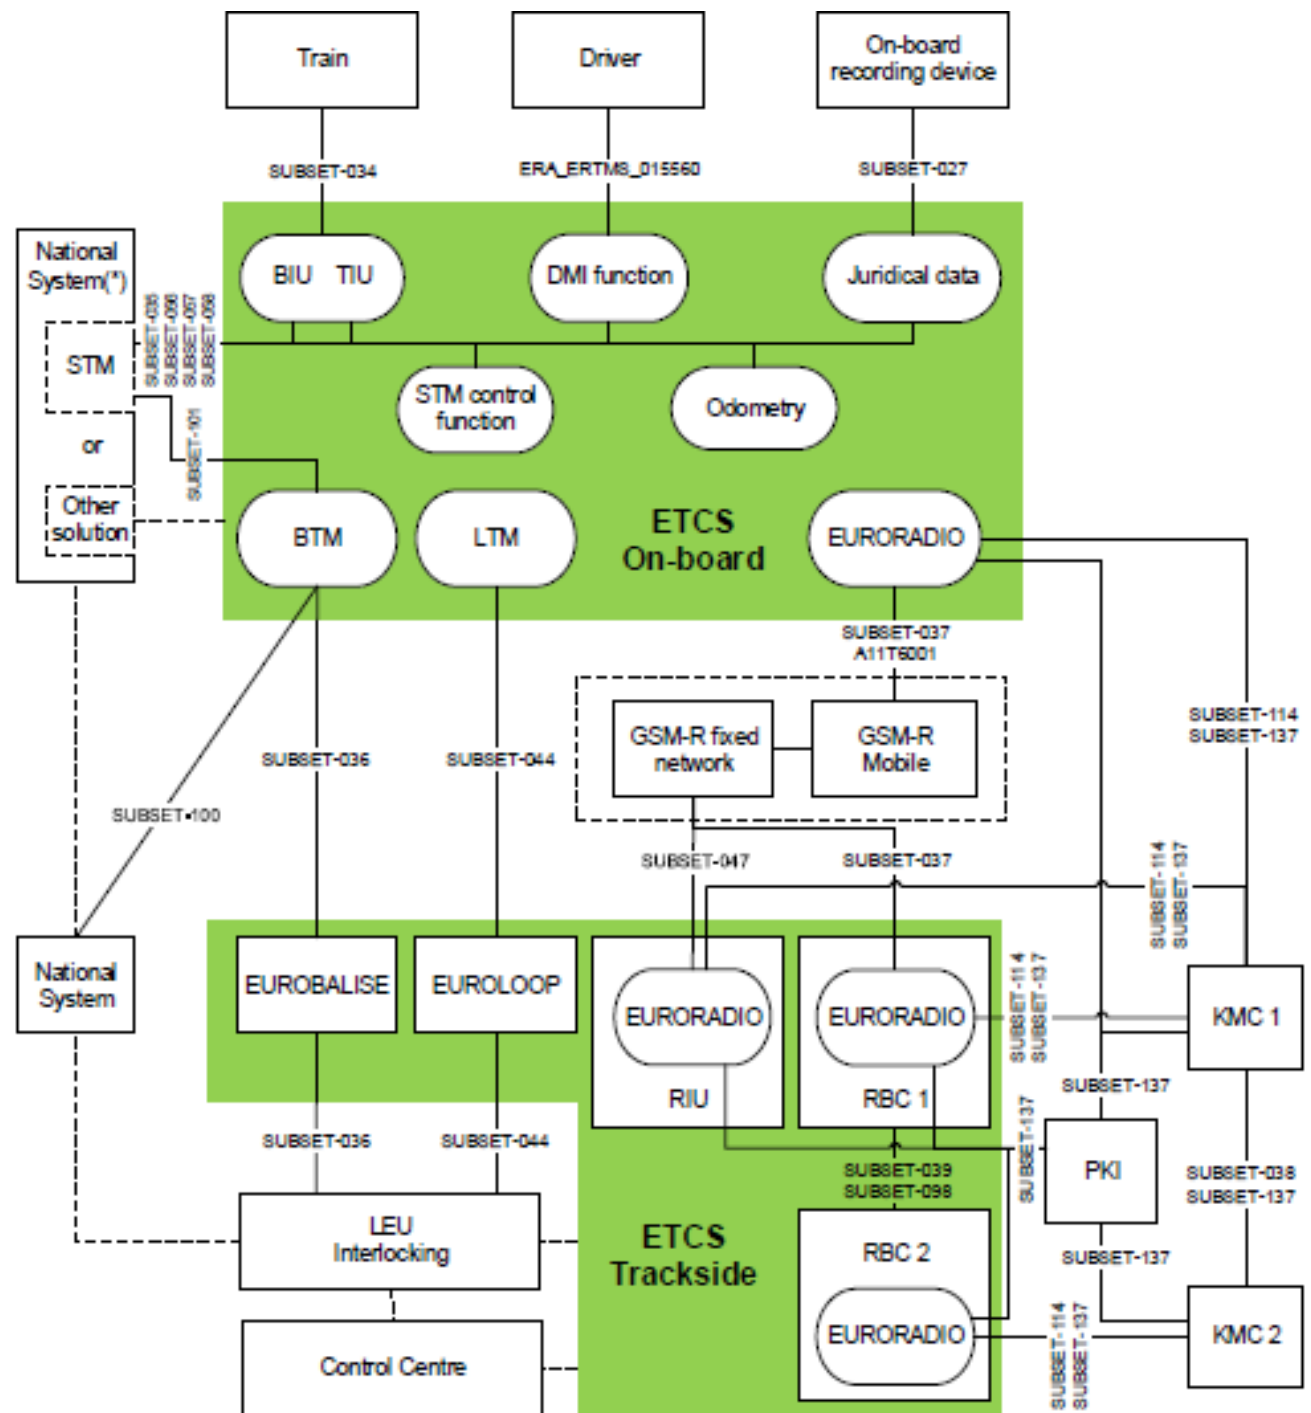 Train
Driver
On-board
recording device
SUBSET-034
ERA_ERTMS_015560
SUBSET-027
National
System(*)
STM
or
Other
solution
SUBSET-035
SUBSET-056
SUBSET-057
SUBSET-058
SUBSET-101
BIU TIU
DMI function
Juridical data
STM control
function
Odometry
BTM
LTM
ETCS
On-board
EURORADIO
SUBSET-037
A11T6001
GSM-R fixed
network
GSM-R
Mobile
SUBSET-114
SUBSET-137
SUBSET-036
SUBSET-044
SUBSET-100
SUBSET-047
SUBSET-037
SUBSET-114
SUBSET-137
National
System
EUROBALISE
EUROLOOP
EURORADIO
RIU
EURORADIO
RBC 1
SUBSET-114
SUBSET-137
KMC 1
SUBSET-137
SUBSET-036
SUBSET-044
SUBSET-039
SUBSET-098
SUBSET-137
PKI
SUBSET-038
SUBSET-137
LEU
Interlocking
ETCS
Trackside
RBC 2
EURORADIO
SUBSET-137
SUBSET-114
SUBSET-137
KMC 2
Control Centre